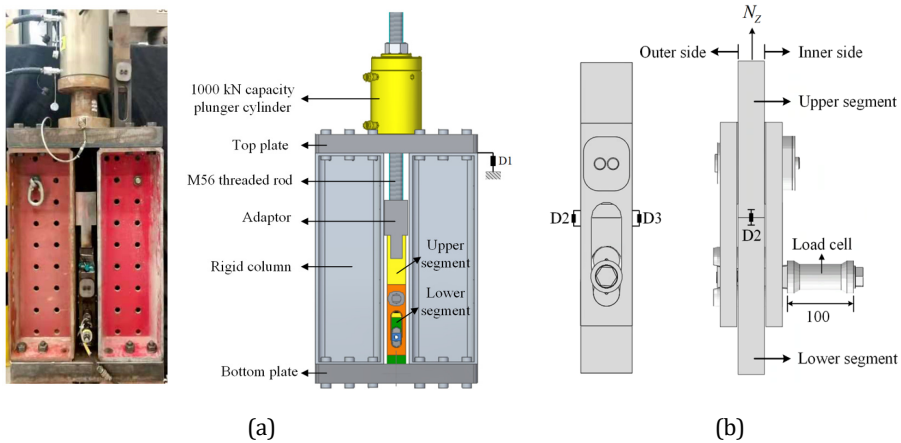 1000 kN capacity
plunger cylinder
Top plate
D1
M56 threaded rod
Adaptor
Upper
segment
Rigid column
Lower
segment
Bottom plate
(a)
N_Z
Outer side
Inner side
Upper segment
D2
D3
D2
Load cell
100
Lower segment
(b)